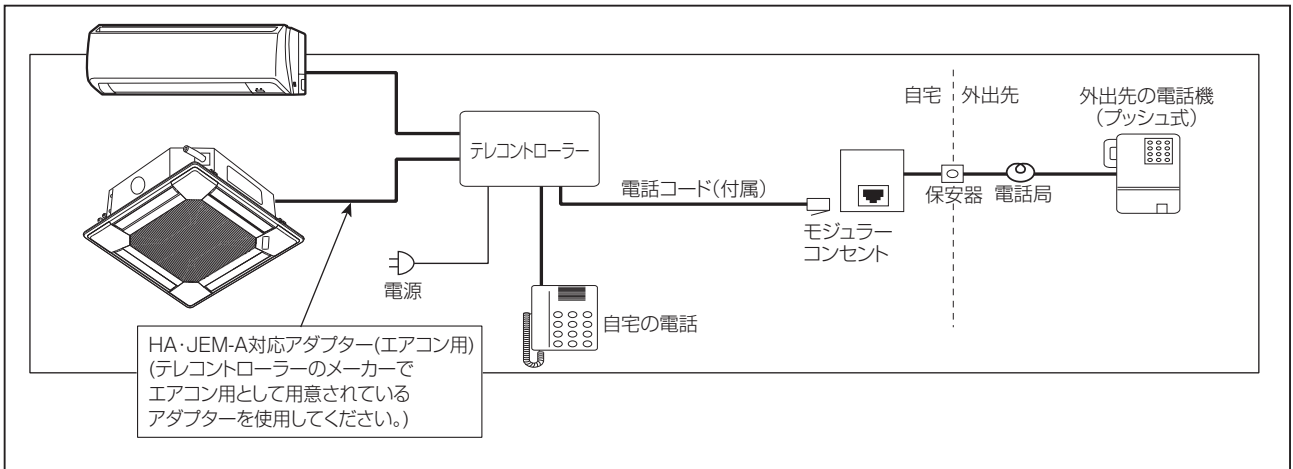 自宅
外出先
外出先の電話機
(プッシュ式)
テレコントローラー
電話コード(付属)
保安器
電話局
モジュラー
コンセント
電源
自宅の電話
HA・JEM-A対応アダプター(エアコン用)
(テレコントローラーのメーカーで
エアコン用として用意されている
アダプターを使用してください。)